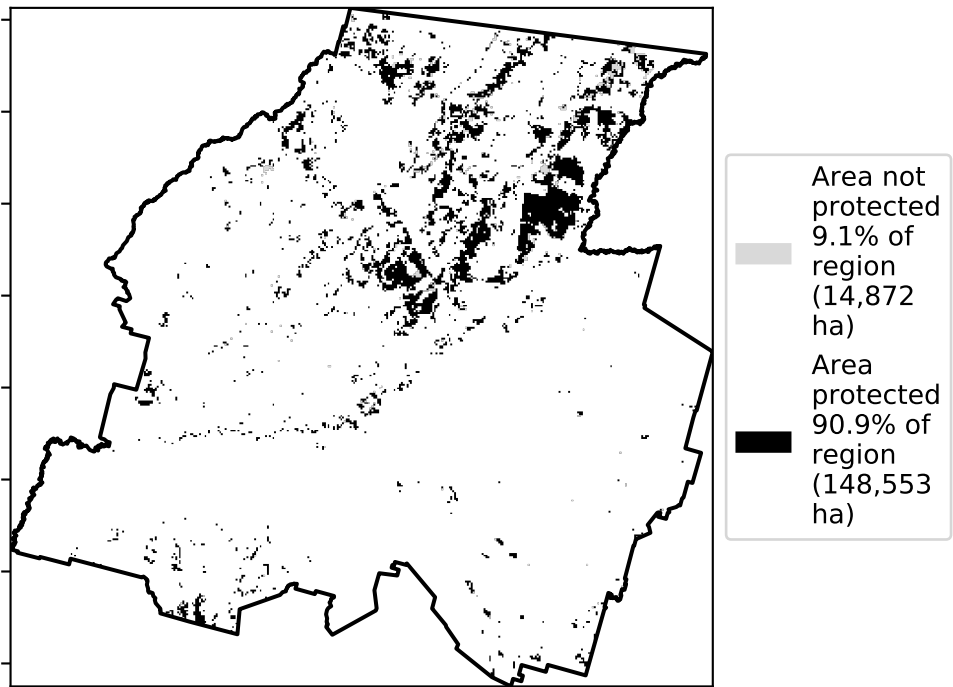 Area not
protected
9.1% of
region
(14,872
ha)
Area
protected
90.9% of
region
(148,553
ha)